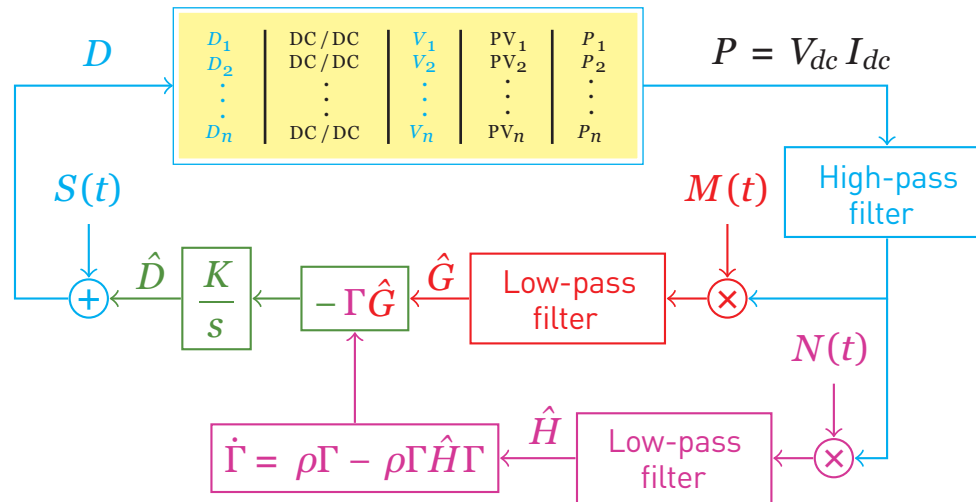 D
D₁ DC/DC V₁ PV₁ P₁
D₂ DC/DC V₂ PV₂ P₂
⋮ ⋮ ⋮ ⋮ ⋮
Dₙ DC/DC Vₙ PVₙ Pₙ
P = V_dc I_dc
High-pass
filter
S(t)
M(t)
D̂
K/s
-ΓĜ
Ĝ
Low-pass
filter
×
+
N(t)
Γ̇ = ρΓ − ρΓĤΓ
Ĥ
Low-pass
filter
×